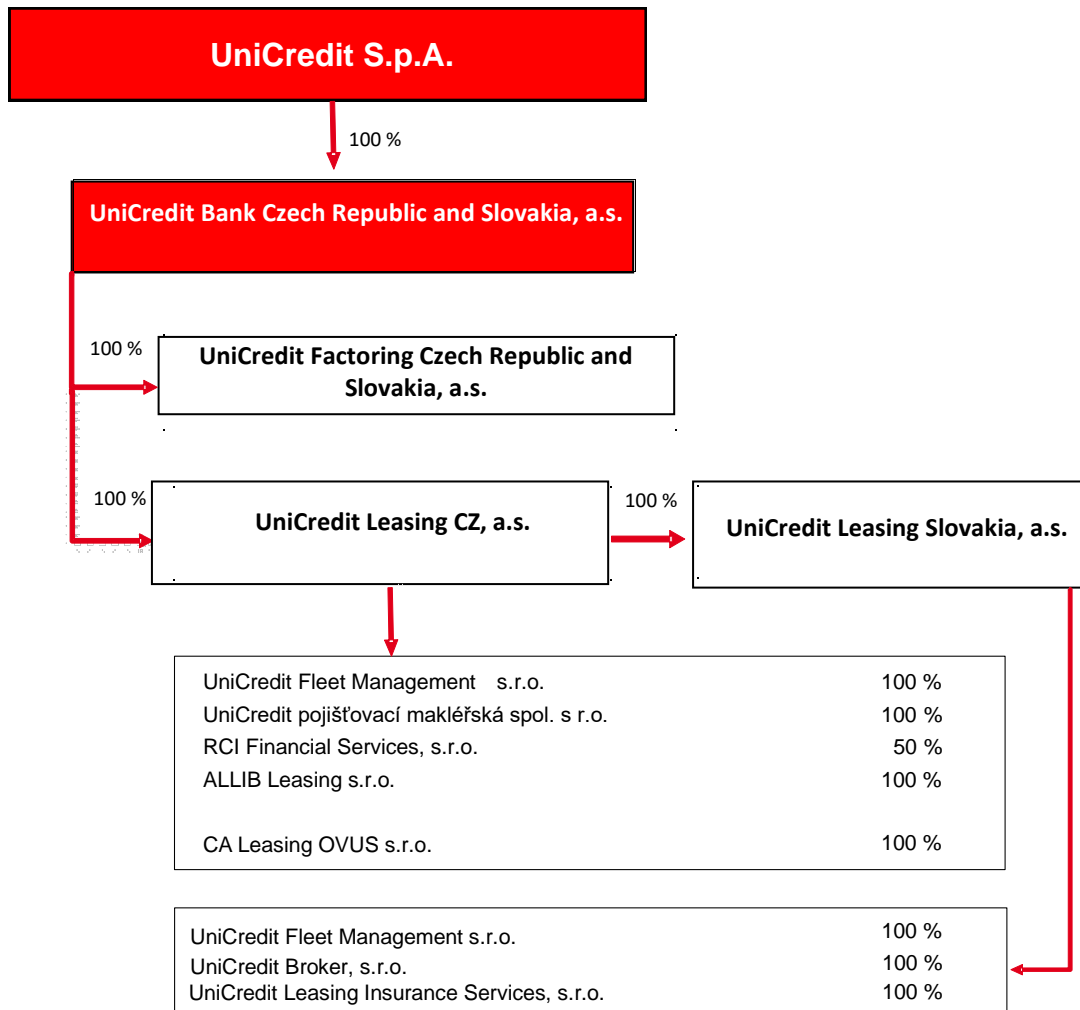 UniCredit S.p.A.
100 %
UniCredit Bank Czech Republic and Slovakia, a.s.
100 %
UniCredit Factoring Czech Republic and
Slovakia, a.s.
100 %
UniCredit Leasing CZ, a.s.
100 %
UniCredit Leasing Slovakia, a.s.
UniCredit Fleet Management s.r.o. 100 %
UniCredit pojišťovací makléřská spol. s r.o. 100 %
RCI Financial Services, s.r.o. 50 %
ALLIB Leasing s.r.o. 100 %
CA Leasing OVUS s.r.o. 100 %
UniCredit Fleet Management s.r.o. 100 %
UniCredit Broker, s.r.o. 100 %
UniCredit Leasing Insurance Services, s.r.o. 100 %